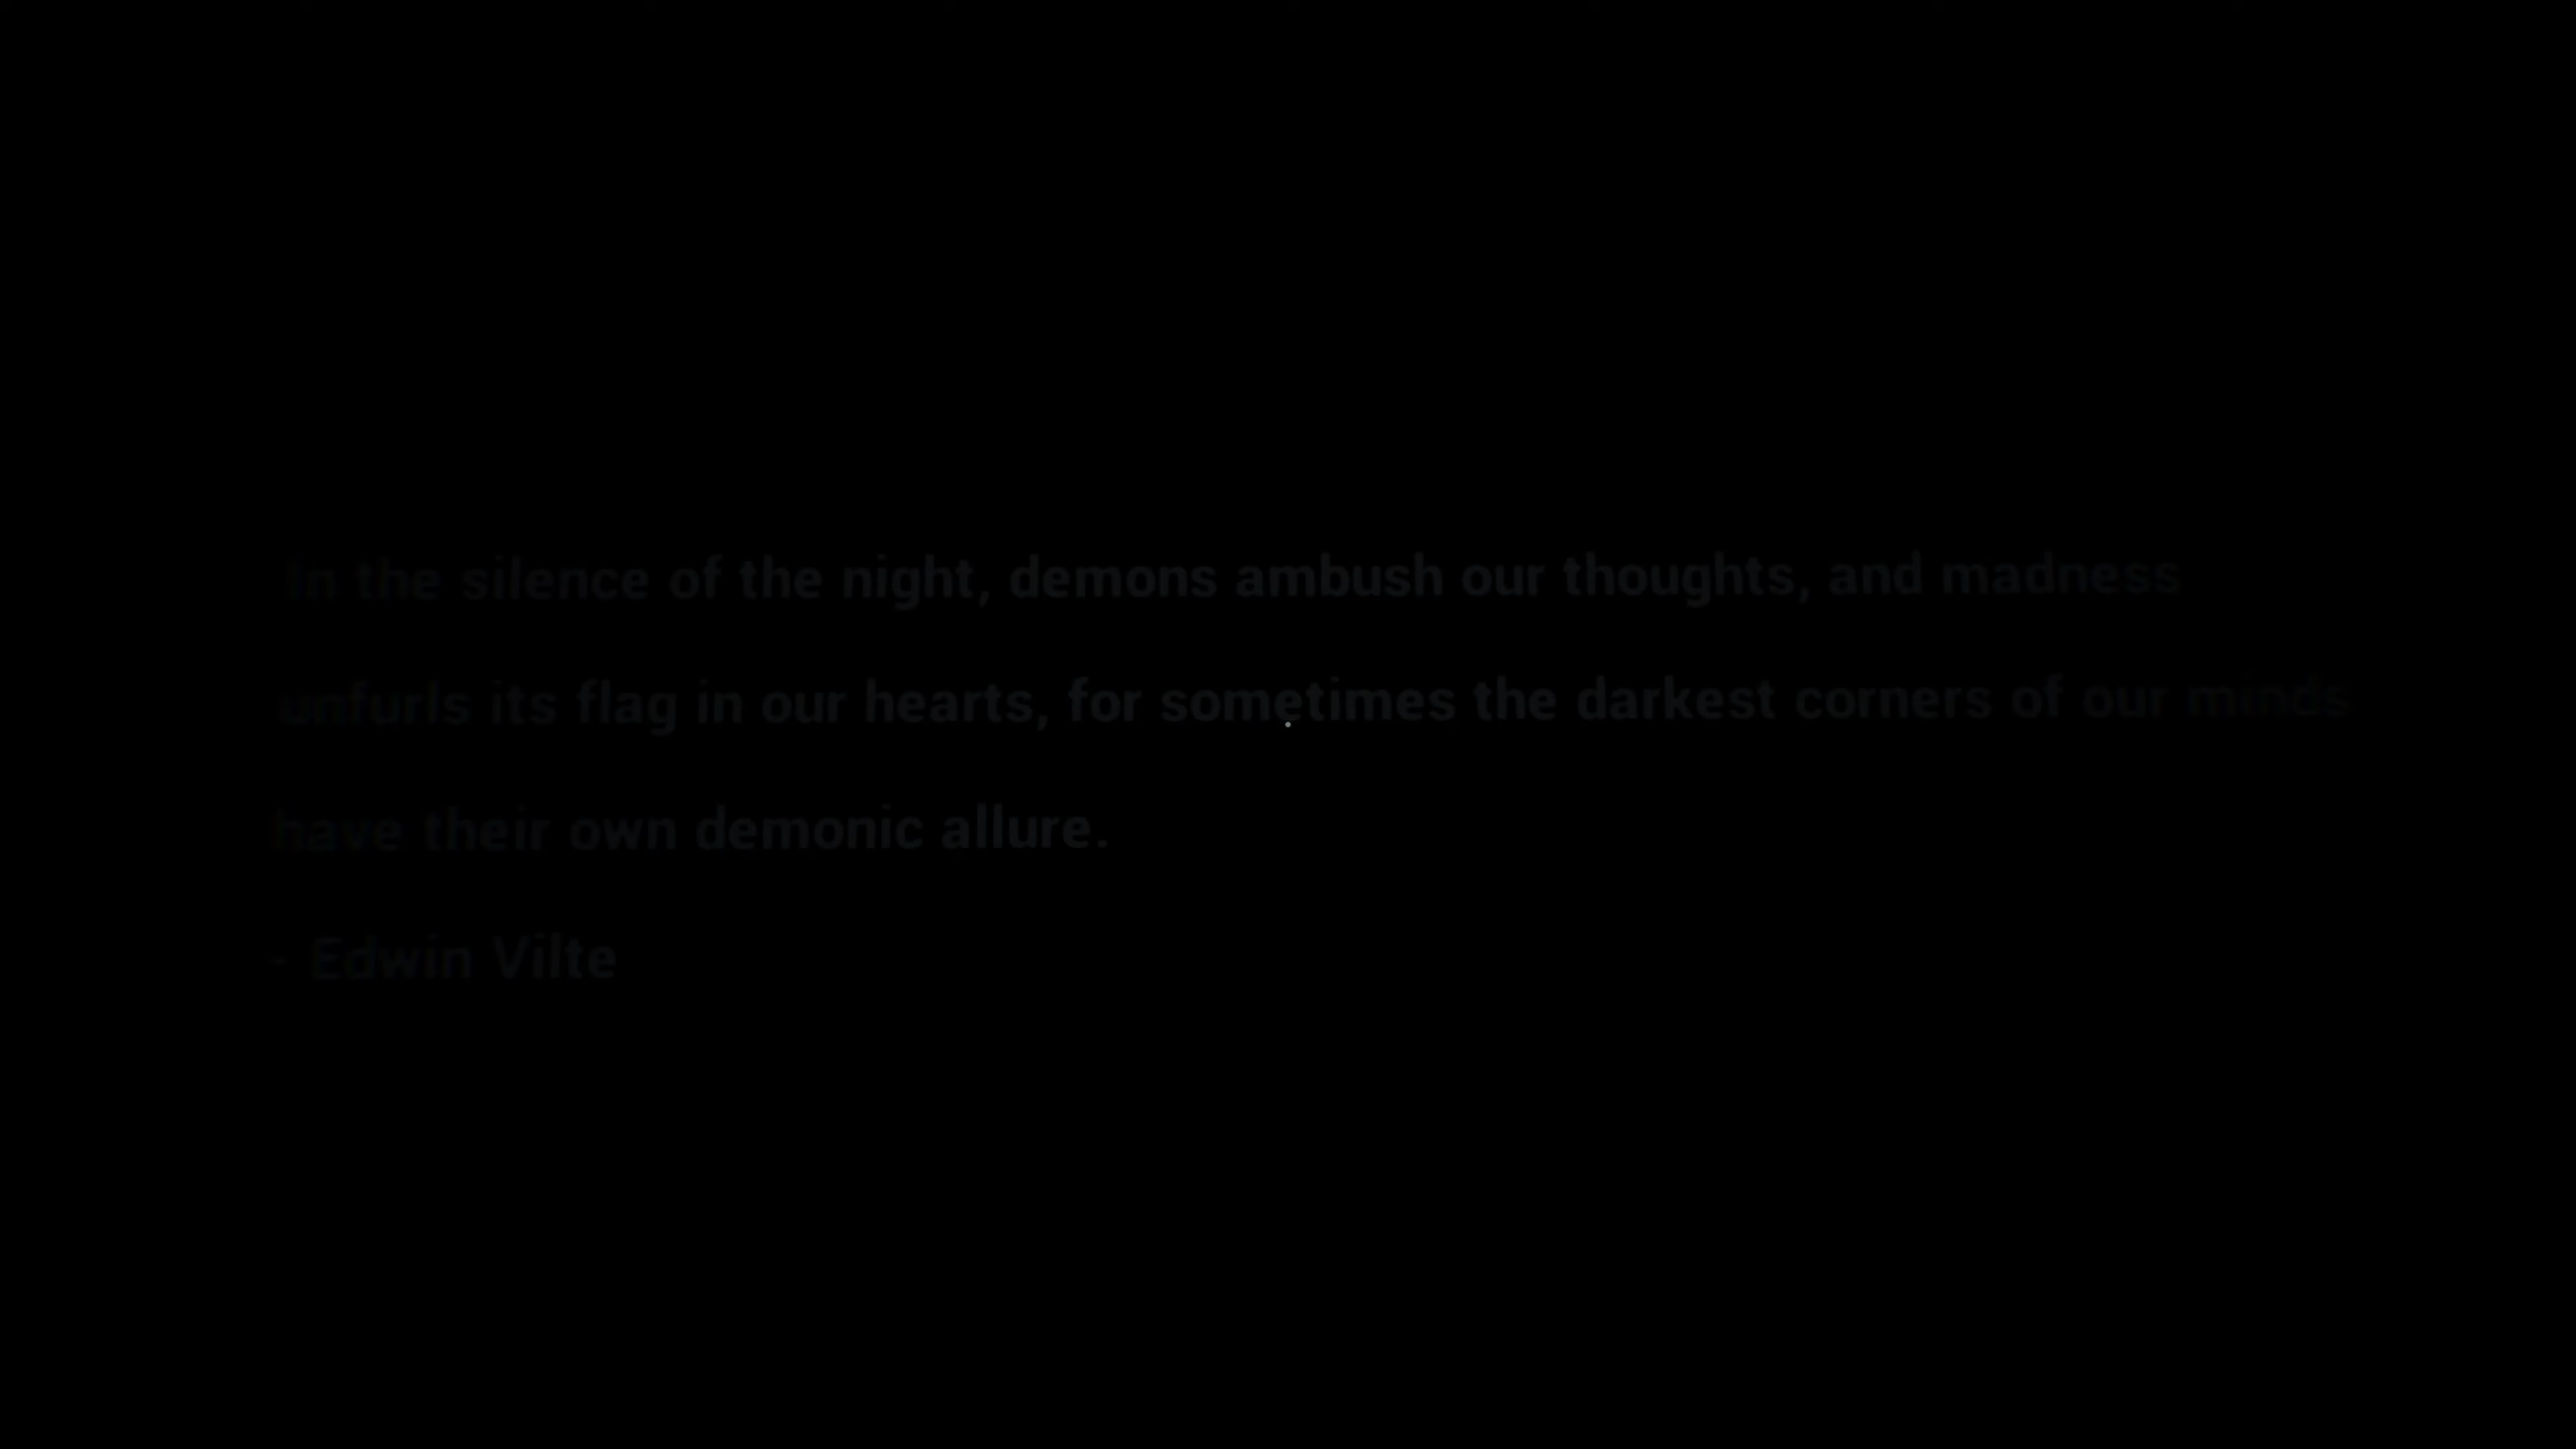 In the silence of the night, demons ambush our thoughts, and madness
unfurls its flag in our hearts, for sometimes the darkest corners of our minds
have their own demonic allure.
- Edwin Vilte